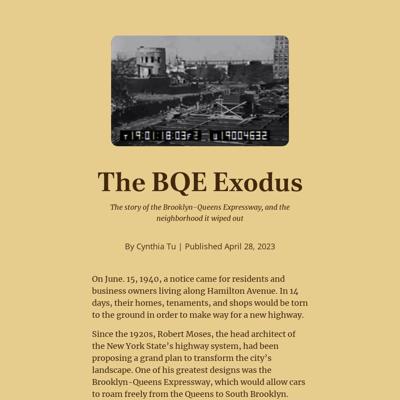 T 19:01:18:03F2 U 19004632
The BQE Exodus
The story of the Brooklyn-Queens Expressway, and the
neighborhood it wiped out
By Cynthia Tu | Published April 28, 2023
On June. 15, 1940, a notice came for residents and
business owners living along Hamilton Avenue. In 14
days, their homes, tenaments, and shops would be torn
to the ground in order to make way for a new highway.
Since the 1920s, Robert Moses, the head architect of
the New York State's highway system, had been
proposing a grand plan to transform the city's
landscape. One of his greatest designs was the
Brooklyn-Queens Expressway, which would allow cars
to roam freely from the Queens to South Brooklyn.